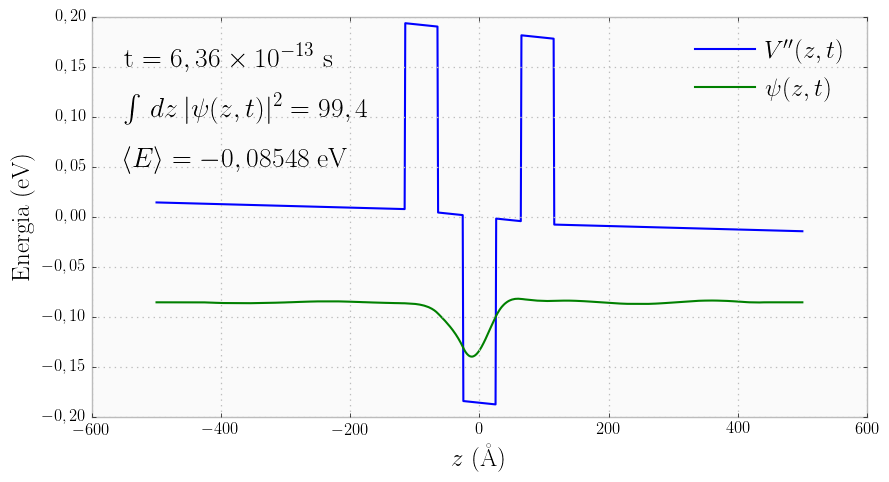 t = 6,36 × 10⁻¹³ s
∫ dz |ψ(z, t)|² = 99,4
⟨E⟩ = −0,08548 eV
V′′(z, t)
ψ(z, t)
Energia (eV)
0,20
0,15
0,10
0,05
0,00
−0,05
−0,10
−0,15
−0,20
−600 −400 −200 0 200 400 600
z (Å)